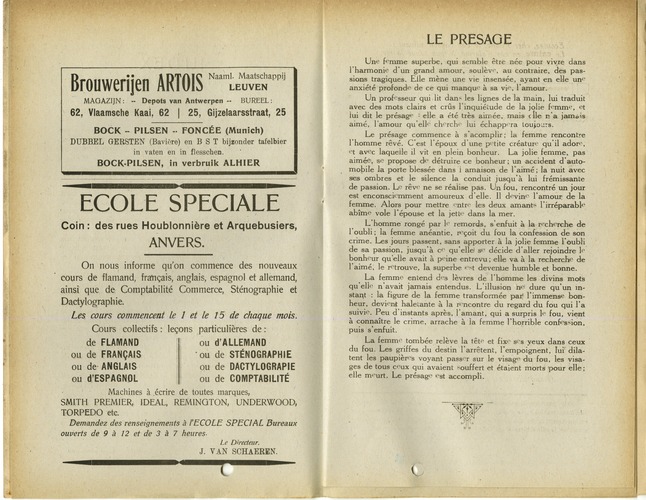 Brouwerijen ARTOIS Naaml. Maatschappij
LEUVEN
MAGAZIJN: -- Depots van Antwerpen -- BUREEL:
62, Vlaamsche Kaai, 62 | 25, Gijzelaarsstraat, 25
BOCK -- PILSEN -- FONCÉE (Munich)
DUBBEL GERSTEN (Bavière) en B S T bijzonder tafelbier
in vaten en in flesschen.
BOCK-PILSEN, in verbruik ALHIER
ECOLE SPECIALE
Coin: des rues Houblonnière et Arquebusiers,
ANVERS.
On nous informe qu'on commence des nouveaux
cours de flamand, français, anglais, espagnol et allemand,
ainsi que de Comptabilité Commerce, Sténographie et
Dactylographie.
Les cours commencent le 1 et le 15 de chaque mois.
Cours collectifs: leçons particulières de:
de FLAMAND | ou d'ALLEMAND
ou de FRANÇAIS | ou de STÉNOGRAPHIE
ou de ANGLAIS | ou de DACTYLOGRAPIE
ou d'ESPAGNOL | ou de COMPTABILITÉ
Machines à écrire de toutes marques,
SMITH PREMIER, IDEAL, REMINGTON, UNDERWOOD,
TORPEDO etc.
Demandez des renseignements à l'ECOLE SPECIAL Bureaux
ouverts de 9 à 12 et de 3 à 7 heures.
Le Directeur.
J. VAN SCHAEREN.
LE PRESAGE
Une femme superbe, qui semble être née pour vivre dans
l'harmonie d'un grand amour, soulève, au contraire, des pas-
sions tragiques. Elle mène une vie insensée, ayant en elle une
anxiété profonde de ce qui manque à sa vie, l'amour.
Un professeur qui lit dans les lignes de la main, lui traduit
avec des mots clairs et crûs l'inquiétude de la jolie femme, et
lui dit le présage : elle a été très aimée, mais elle n'a jamais
aimé, l'amour qu'elle cherche lui échappera toujours.
Le présage commence à s'acomplir; la femme rencontre
l'homme rêvé. C'est l'époux d'une petite créature qu'il adore,
et avec laquelle il vit en plein bonheur. La jolie femme, pas
aimée, se propose de détruire ce bonheur; un accident d'auto-
mobile la porte blessée dans l amaison de l'aimé; la nuit avec
ses ombres et le silence la conduit jusqu'à lui frémissante
de passion. Le rêve ne se réalise pas. Un fou, rencontré un jour
est enconsciemment amoureux d'elle. Il devine l'amour de la
femme. Alors pour mettre entre les deux amants l'irréparable
abîme vole l'épouse et la jette dans la mer.
L'homme rongé par le remords, s'enfuit à la recherche de
l'oubli; la femme anéantie, reçoit du fou la confession de son
crime. Les jours passent, sans apporter à la jolie femme l'oubli
de sa passion, jusqu'à ce qu'elle se décide d'aller rejoindre le
bonheur qu'elle avait à peine entrevu; elle va à la recherche de
l'aimé, le retrouve, la superbe est devenue humble et bonne.
La femme entend des lèvres de l'homme les divins mots
qu'elle n'avait jamais entendus. L'illusion ne dure qu'un in-
stant : la figure de la femme transformée par l'immense bon-
heur, devient halecante à la rencontre du regard du fou qui l'a
suivie. Peu d'instants après, l'amant, qui a surpris le fou, vient
à connaître le crime, arrache à la femme l'horrible confession,
puis s'enfuit.
La femme tombée relève la tête et fixe ses yeux dans ceux
du fou. Les griffes du destin l'arrêtent, l'empoignent, lui dila-
tent les paupières voyant passer sur le visage du fou, les visa-
ges de tous ceux qui avaient souffert et étaient morts pour elle;
elle meurt. Le présage est accompli.